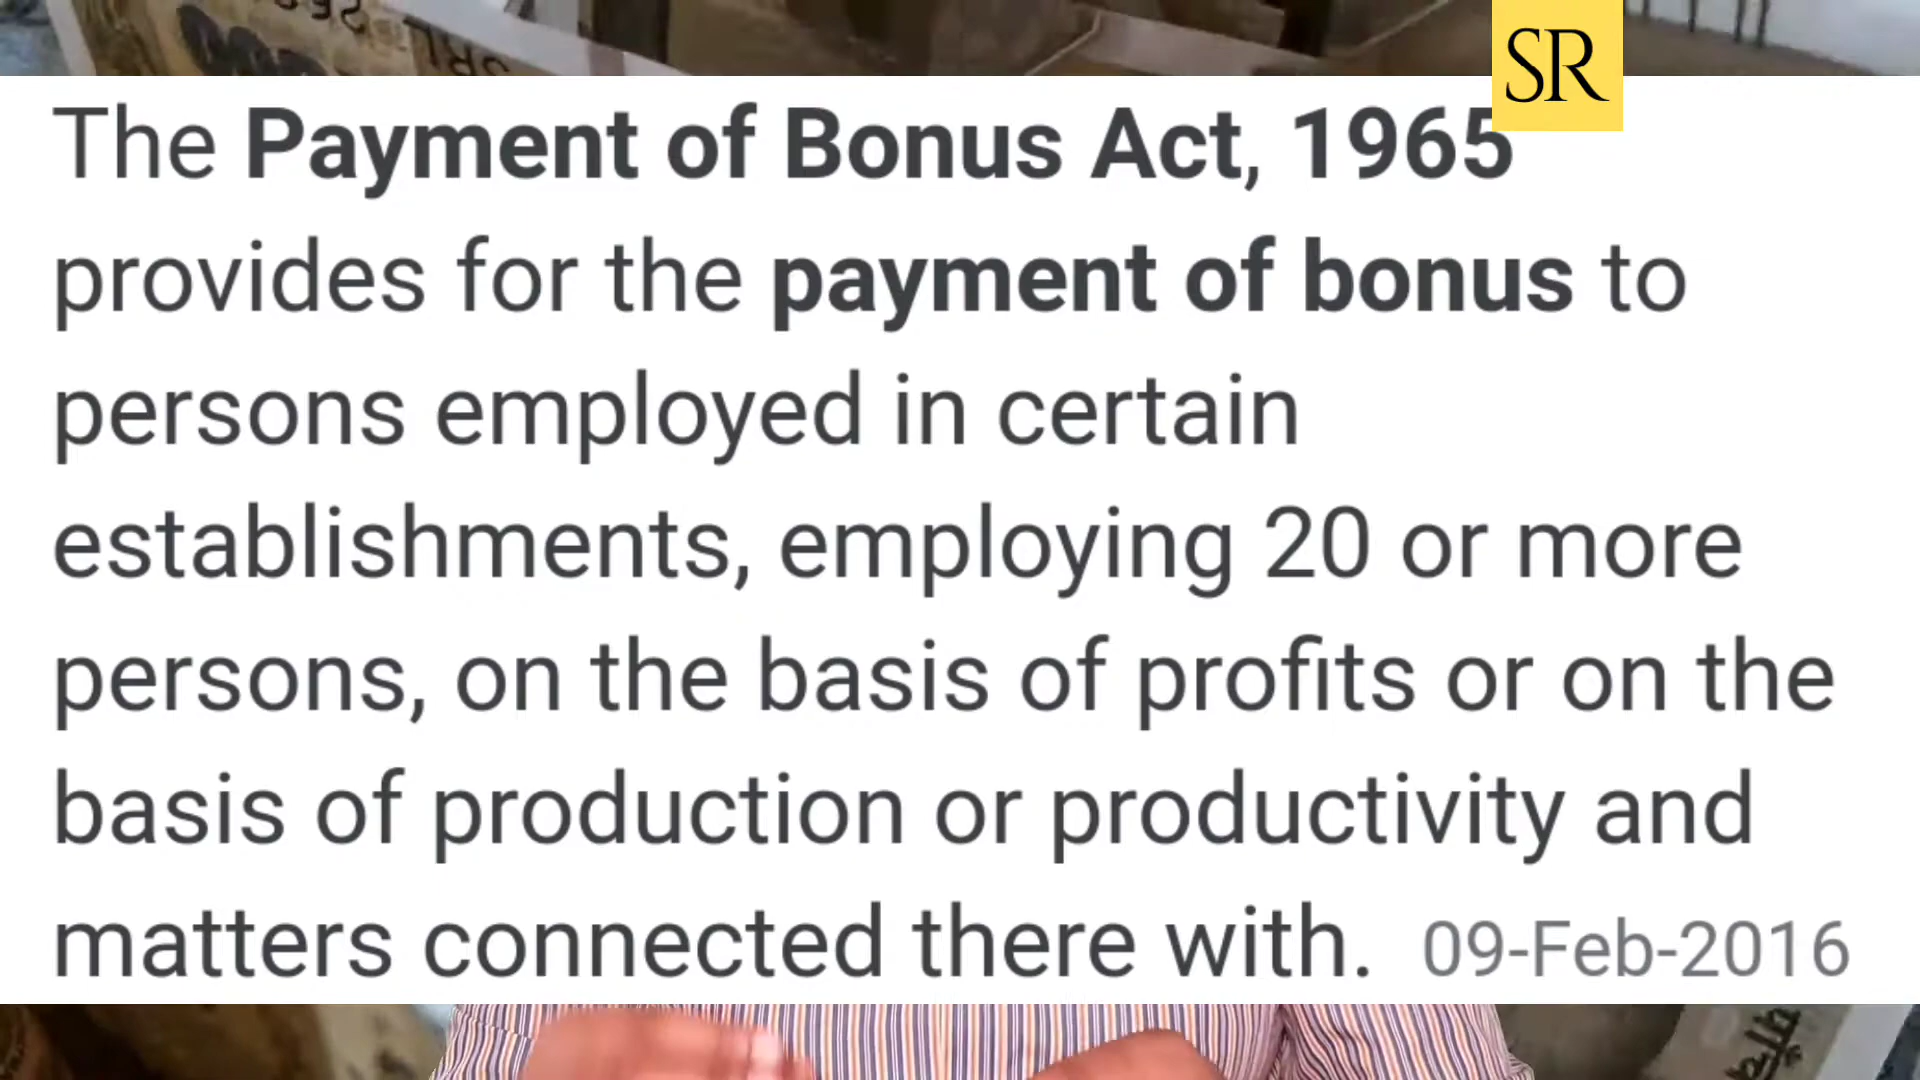 SR
The Payment of Bonus Act, 1965
provides for the payment of bonus to
persons employed in certain
establishments, employing 20 or more
persons, on the basis of profits or on the
basis of production or productivity and
matters connected there with. 09-Feb-2016